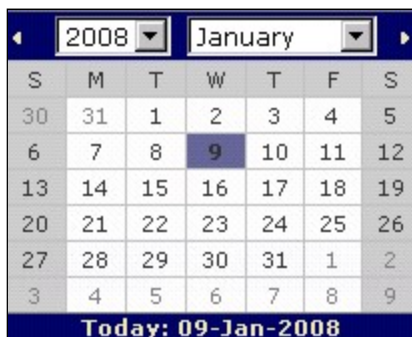 2008 January
S M T W T F S
30 31 1 2 3 4 5
6 7 8 9 10 11 12
13 14 15 16 17 18 19
20 21 22 23 24 25 26
27 28 29 30 31 1 2
3 4 5 6 7 8 9
Today: 09-Jan-2008